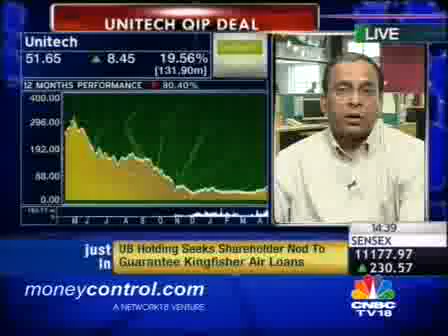 UNITECH QIP DEAL
LIVE
Unitech
51.65 ▲ 8.45 19.56%
[131.90m]
12 MONTHS PERFORMANCE ▼ 80.40%
400.00
296.00
192.00
88.00
0.00
M J J A S O N D J F M A
just in
UB Holding Seeks Shareholder Nod To
Guarantee Kingfisher Air Loans
14:39
SENSEX
11177.97
▲ 230.57
moneycontrol.com
A NETWORK18 VENTURE
CNBC
TV18